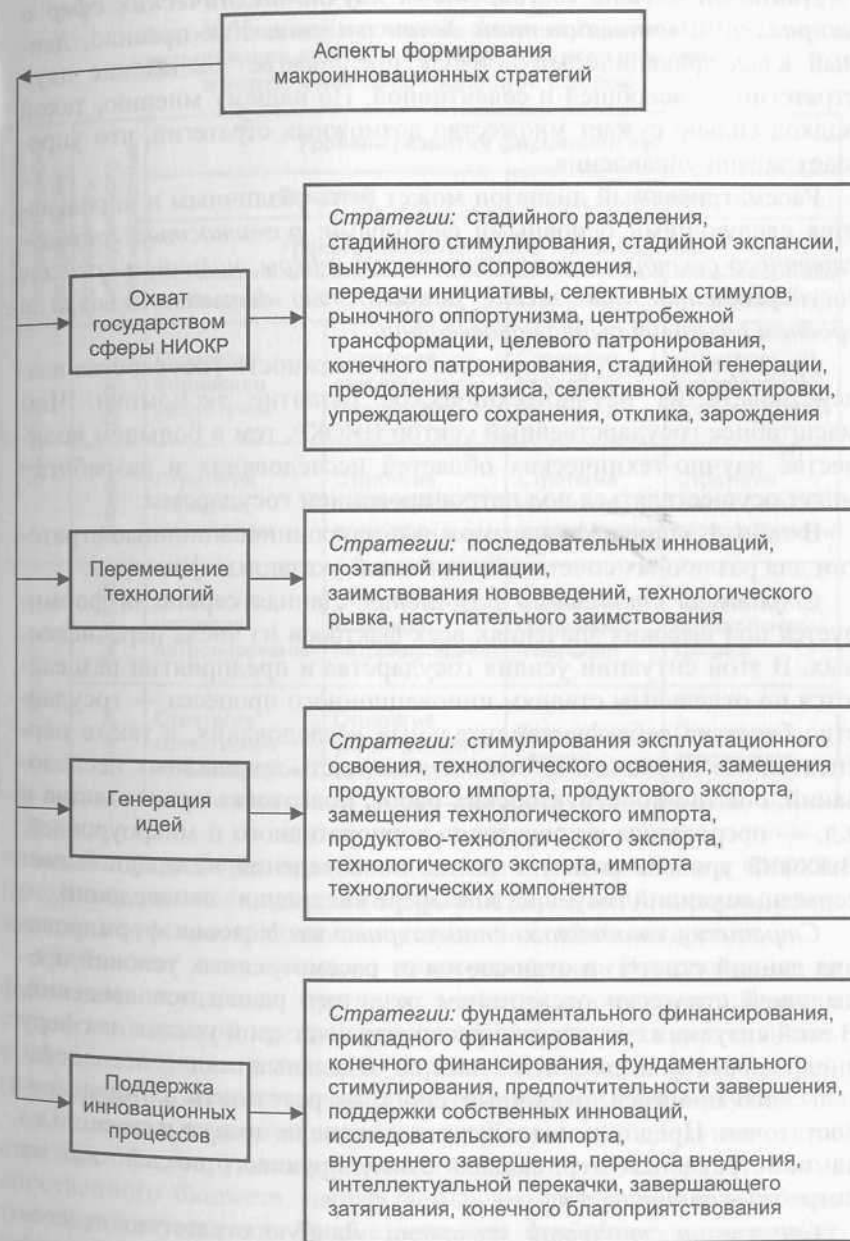 Аспекты формирования
макроинновационных стратегий
Охват
государством
сферы НИОКР
Стратегии: стадийного разделения,
стадийного стимулирования, стадийной экспансии,
вынужденного сопровождения,
передачи инициативы, селективных стимулов,
рыночного оппортунизма, центробежной
трансформации, целевого патронирования,
конечного патронирования, стадийной генерации,
преодоления кризиса, селективной корректировки,
упреждающего сохранения, отклика, зарождения
Перемещение
технологий
Стратегии: последовательных инноваций,
поэтапной инициации,
заимствования нововведений, технологического
рывка, наступательного заимствования
Генерация
идей
Стратегии: стимулирования эксплуатационного
освоения, технологического освоения, замещения
продуктового импорта, продуктового экспорта,
замещения технологического импорта,
продуктово-технологического экспорта,
технологического экспорта, импорта
технологических компонентов
Поддержка
инновационных
процессов
Стратегии: фундаментального финансирования,
прикладного финансирования,
конечного финансирования, фундаментального
стимулирования, предпочтительности завершения,
поддержки собственных инноваций,
исследовательского импорта,
внутреннего завершения, переноса внедрения,
интеллектуальной перекачки, завершающего
затягивания, конечного благоприятствования